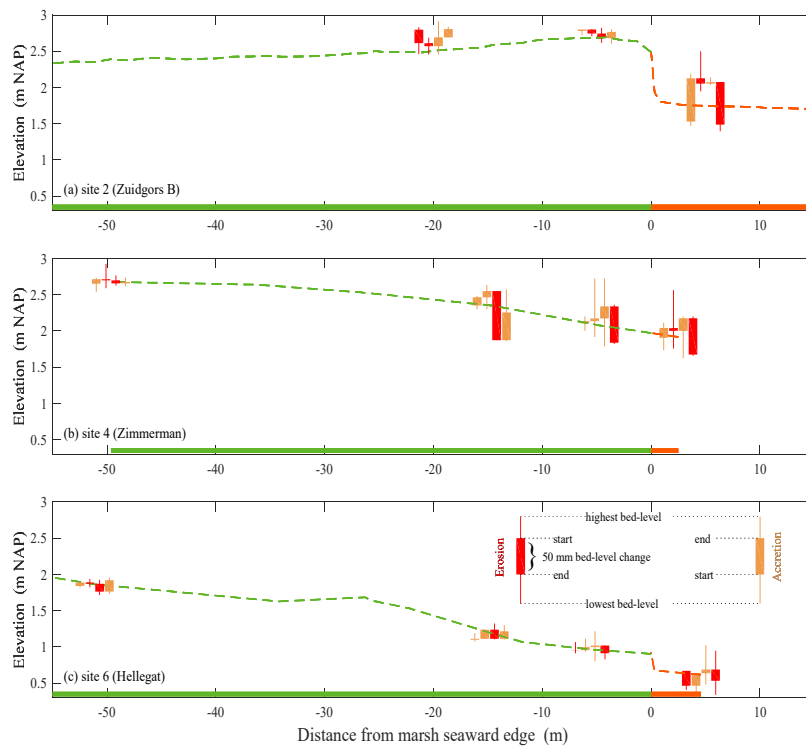 3
2.5
2
1.5
1
0.5
Elevation (m NAP)
(a) site 2 (Zuidgors B)
-50 -40 -30 -20 -10 0 10
3
2.5
2
1.5
1
0.5
Elevation (m NAP)
(b) site 4 (Zimmerman)
-50 -40 -30 -20 -10 0 10
3
2.5
2
1.5
1
0.5
Elevation (m NAP)
highest bed-level
start end
Erosion
} 50 mm bed-level change
Accretion
end start
lowest bed-level
(c) site 6 (Hellegat)
-50 -40 -30 -20 -10 0 10
Distance from marsh seaward edge (m)